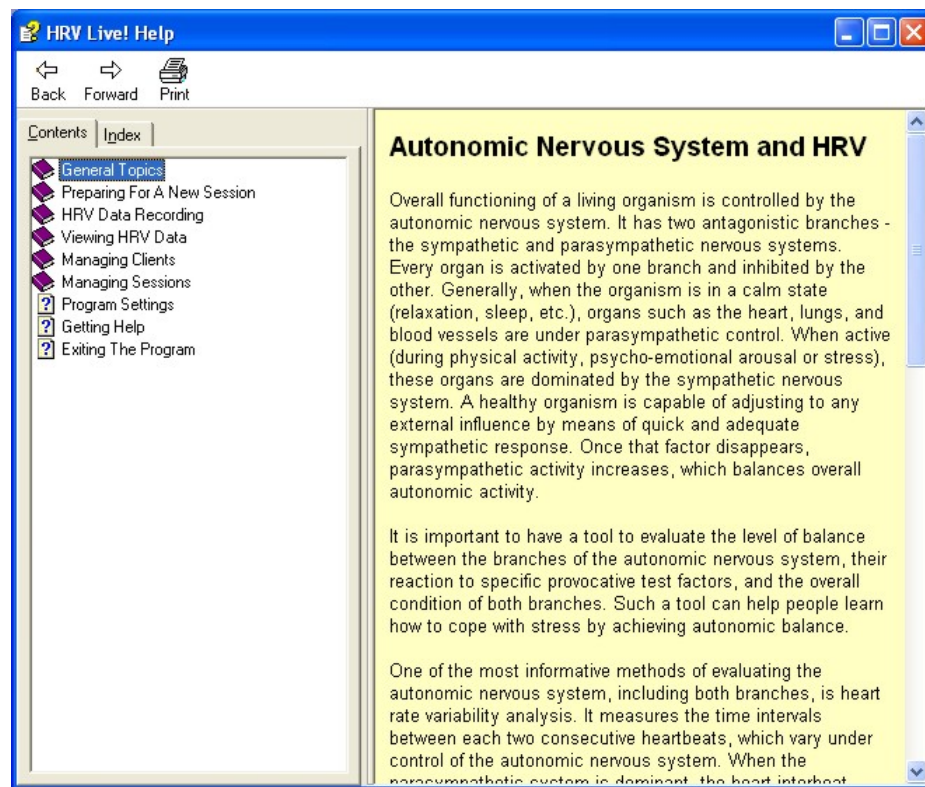 HRV Live! Help
Back Forward Print
Contents Index
General Topics
Preparing For A New Session
HRV Data Recording
Viewing HRV Data
Managing Clients
Managing Sessions
Program Settings
Getting Help
Exiting The Program
Autonomic Nervous System and HRV
Overall functioning of a living organism is controlled by the
autonomic nervous system. It has two antagonistic branches -
the sympathetic and parasympathetic nervous systems.
Every organ is activated by one branch and inhibited by the
other. Generally, when the organism is in a calm state
(relaxation, sleep, etc.), organs such as the heart, lungs, and
blood vessels are under parasympathetic control. When active
(during physical activity, psycho-emotional arousal or stress),
these organs are dominated by the sympathetic nervous
system. A healthy organism is capable of adjusting to any
external influence by means of quick and adequate
sympathetic response. Once that factor disappears,
parasympathetic activity increases, which balances overall
autonomic activity.
It is important to have a tool to evaluate the level of balance
between the branches of the autonomic nervous system, their
reaction to specific provocative test factors, and the overall
condition of both branches. Such a tool can help people learn
how to cope with stress by achieving autonomic balance.
One of the most informative methods of evaluating the
autonomic nervous system, including both branches, is heart
rate variability analysis. It measures the time intervals
between each two consecutive heartbeats, which vary under
control of the autonomic nervous system. When the
parasympathetic system is dominant, the heart interbeat